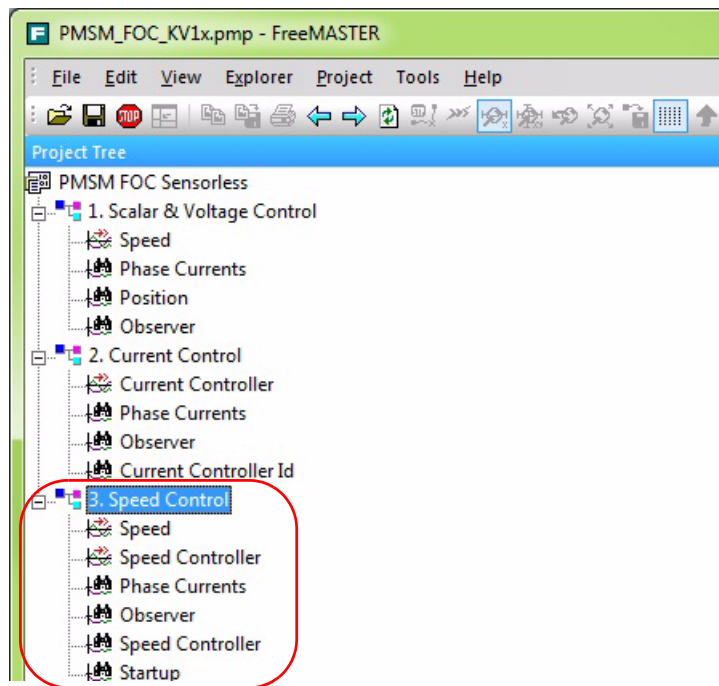 PMSM_FOC_KV1x.pmp - FreeMASTER
File Edit View Explorer Project Tools Help
STOP
Project Tree
PMSM FOC Sensorless
1. Scalar & Voltage Control
Speed
Phase Currents
Position
Observer
2. Current Control
Current Controller
Phase Currents
Observer
Current Controller Id
3. Speed Control
Speed
Speed Controller
Phase Currents
Observer
Speed Controller
Startup